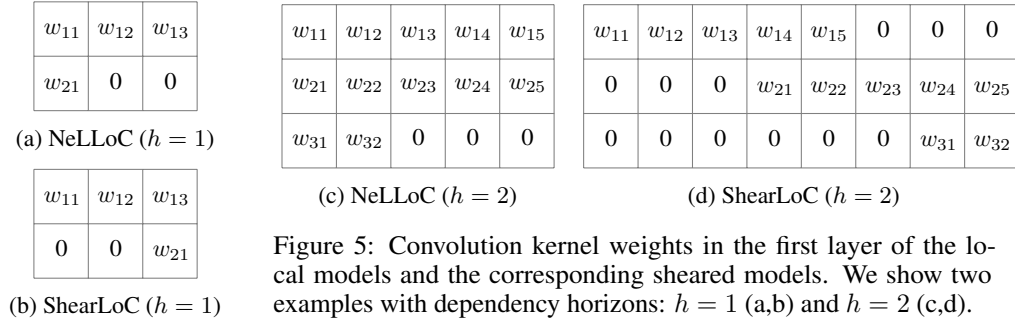 w11 w12 w13
w21 0 0
(a) NeLLoC (h = 1)
w11 w12 w13
0 0 w21
(b) ShearLoC (h = 1)
w11 w12 w13 w14 w15
w21 w22 w23 w24 w25
w31 w32 0 0 0
(c) NeLLoC (h = 2)
w11 w12 w13 w14 w15 0 0 0
0 0 0 w21 w22 w23 w24 w25
0 0 0 0 0 0 w31 w32
(d) ShearLoC (h = 2)
Figure 5: Convolution kernel weights in the first layer of the lo-
cal models and the corresponding sheared models. We show two
examples with dependency horizons: h = 1 (a,b) and h = 2 (c,d).